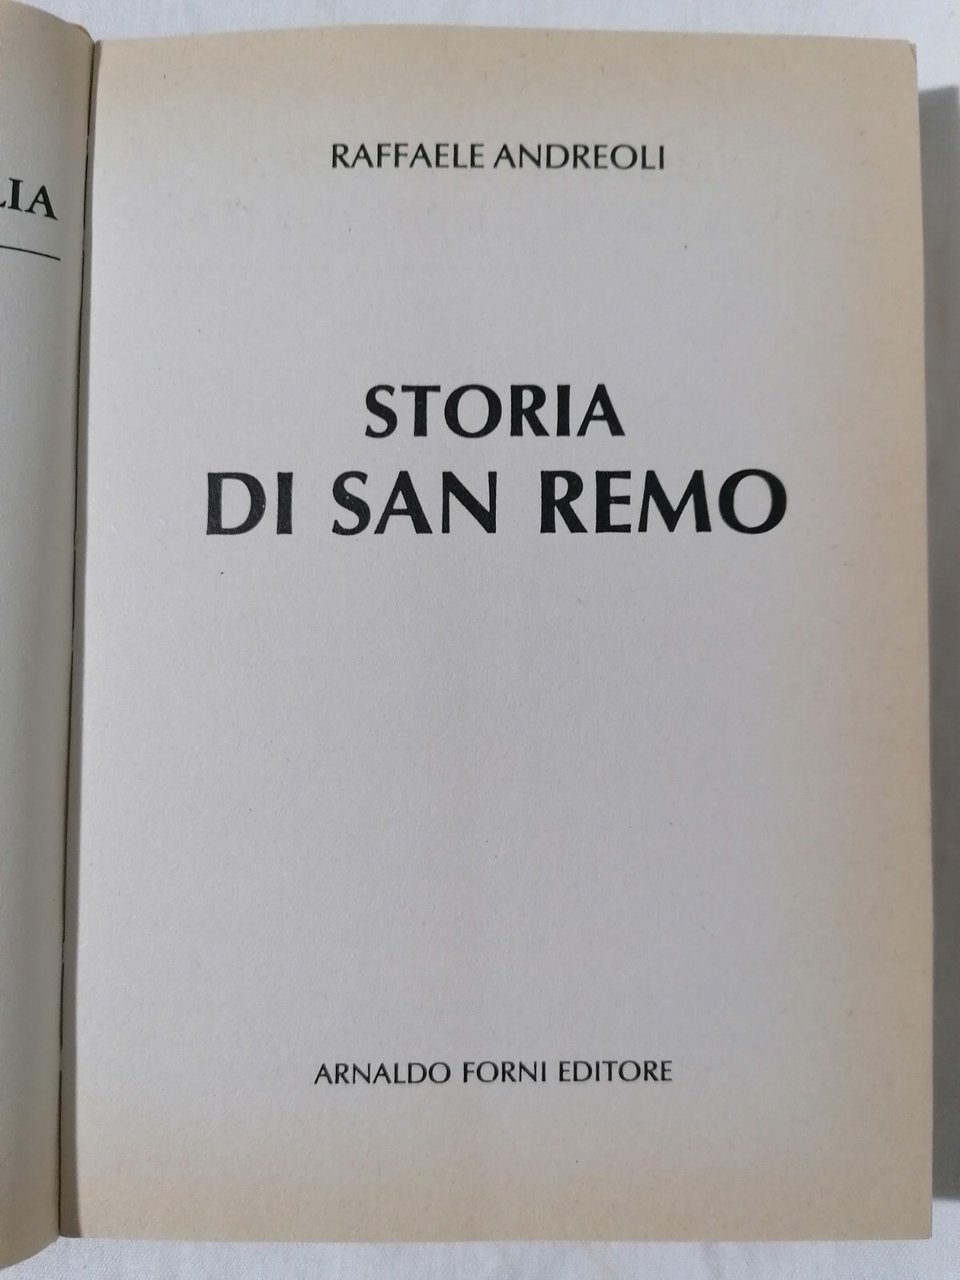 LIA
RAFFAELE ANDREOLI
STORIA
DI SAN REMO
ARNALDO FORNI EDITORE